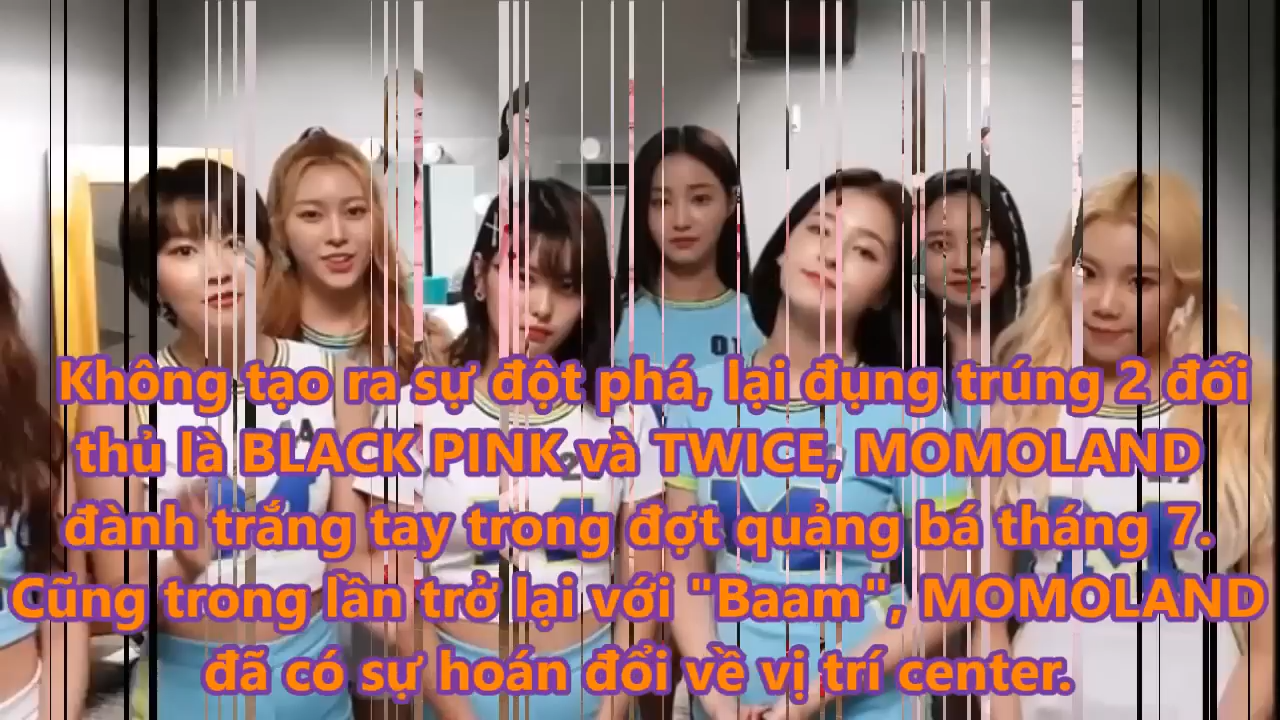 Không tạo ra sự đột phá, lại đụng trúng 2 đối
thủ là BLACK PINK và TWICE, MOMOLAND
đành trắng tay trong đợt quảng bá tháng 7.
Cũng trong lần trở lại với "Baam", MOMOLAND
đã có sự hoán đổi về vị trí center.
01